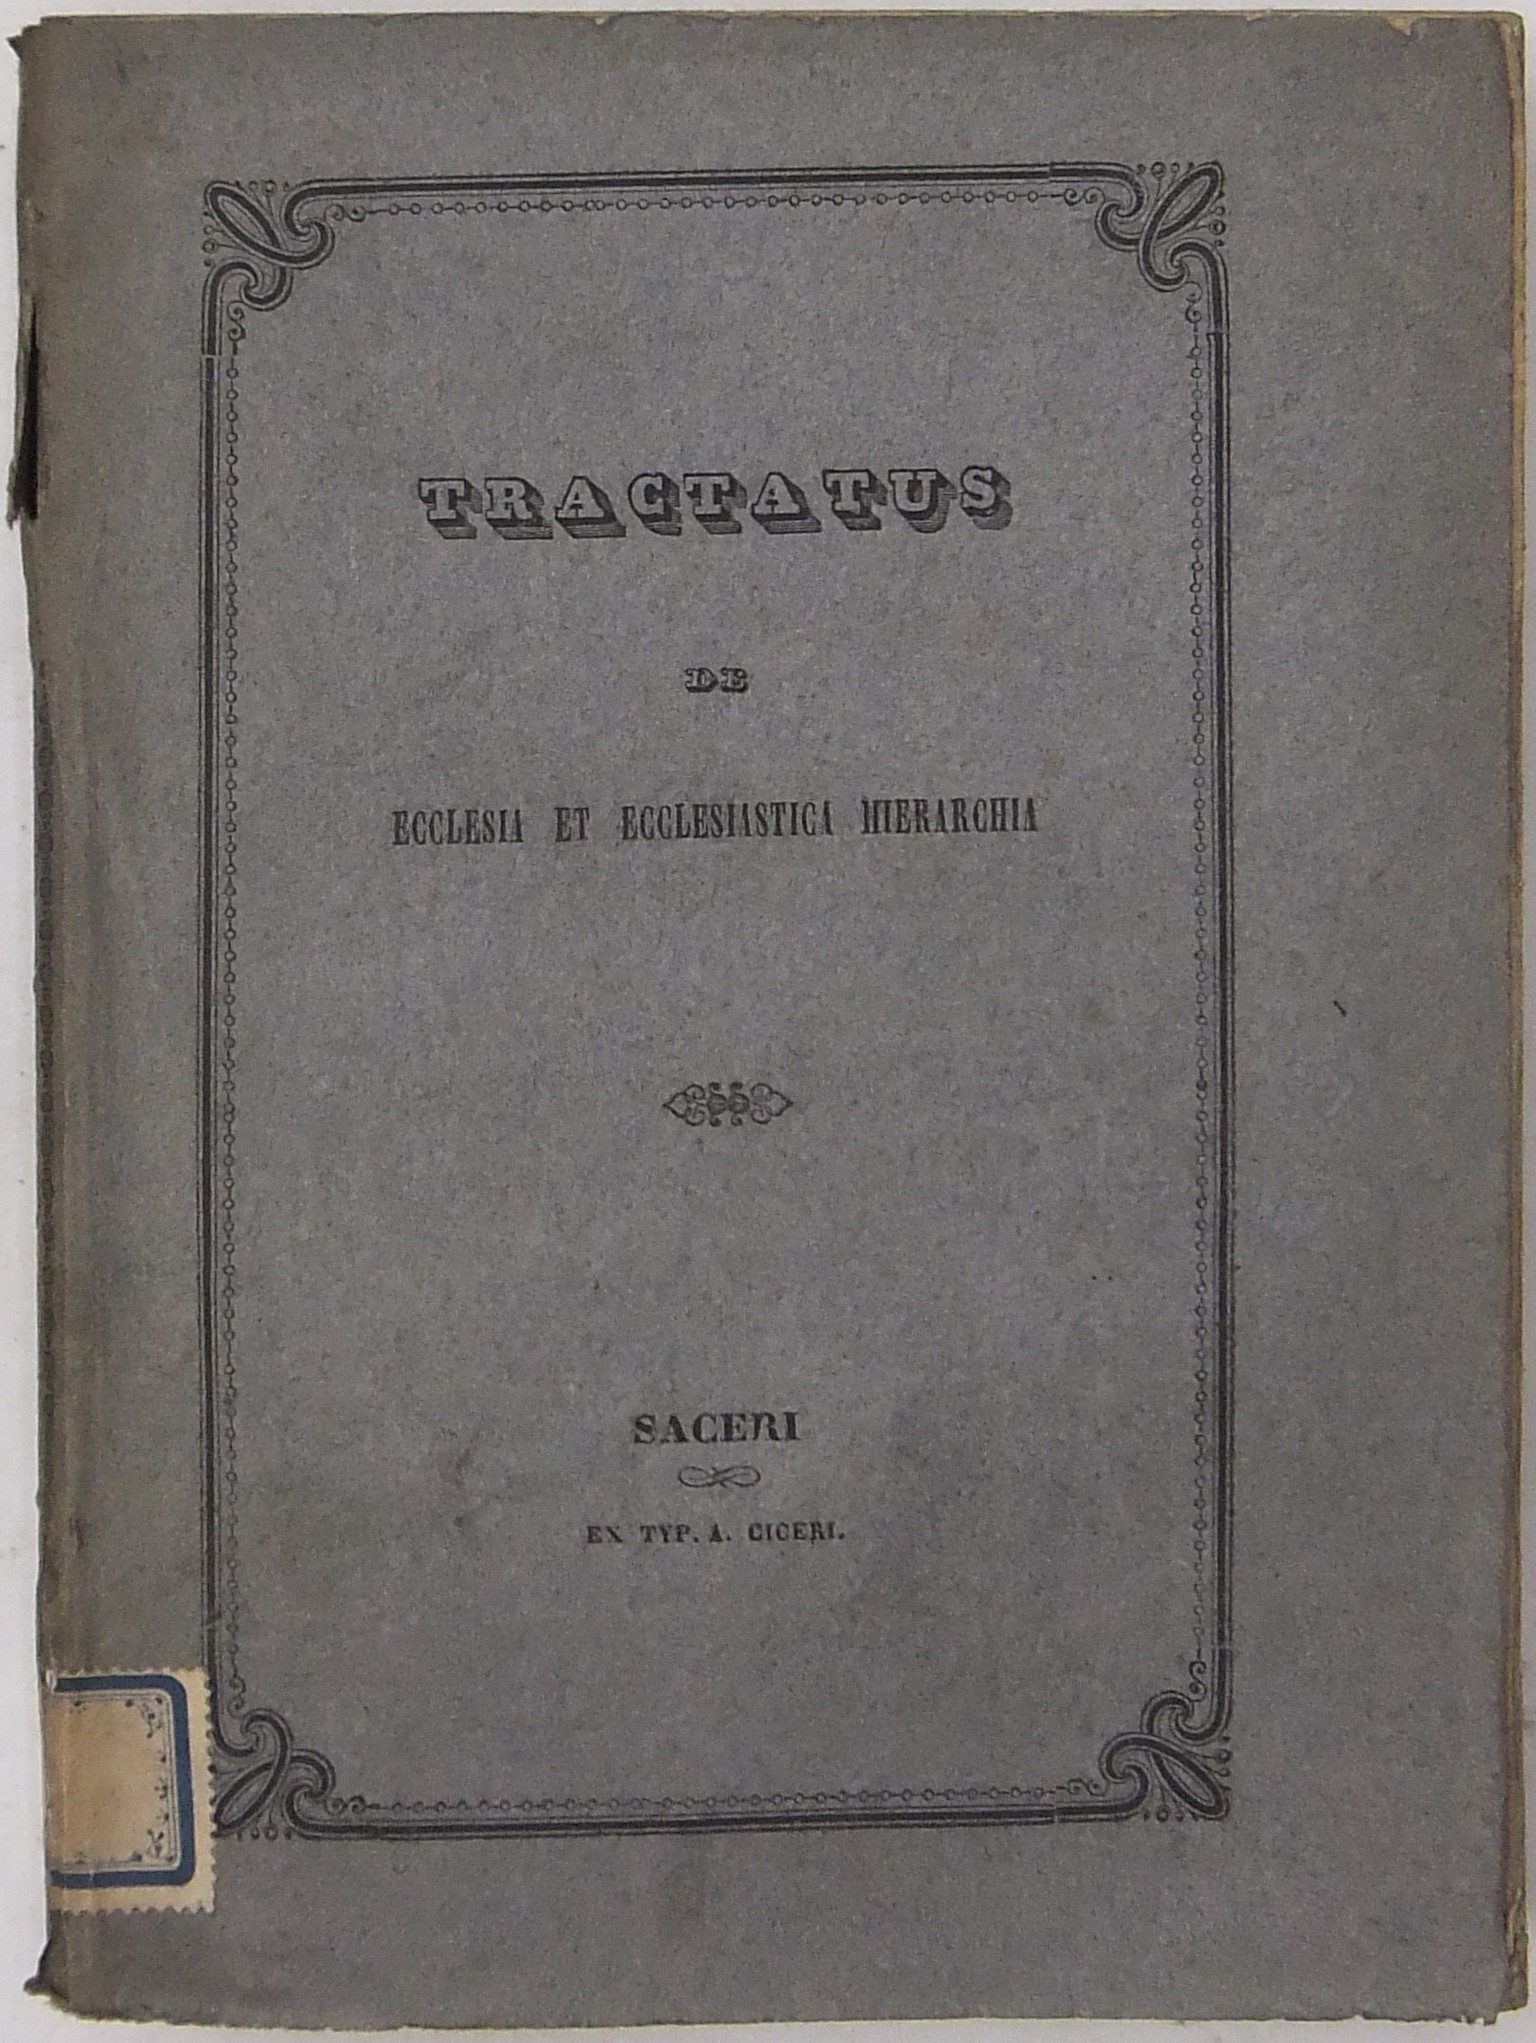 TRACTATUS
DE
ECCLESIA ET ECCLESIASTICA HIERARCHIA
SACERI
EX TYP. A. CICERI.